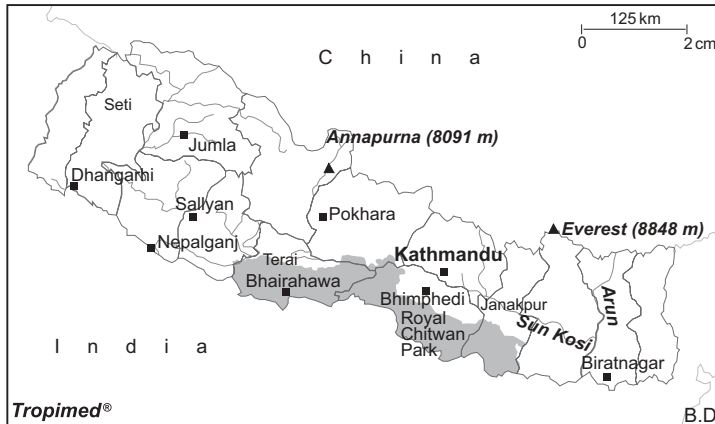 125 km
0 2 cm
C h i n a
Seti
Annapurna (8091 m)
Jumla
Dhangarhi
Sallyan
Pokhara
Everest (8848 m)
Nepalganj
Kathmandu
Terai
Bhairahawa
Bhimphedi
Janakpur
Arun
Royal
Chitwan
Park
Sun Kosi
I n d i a
Biratnagar
Tropimed®
B.D